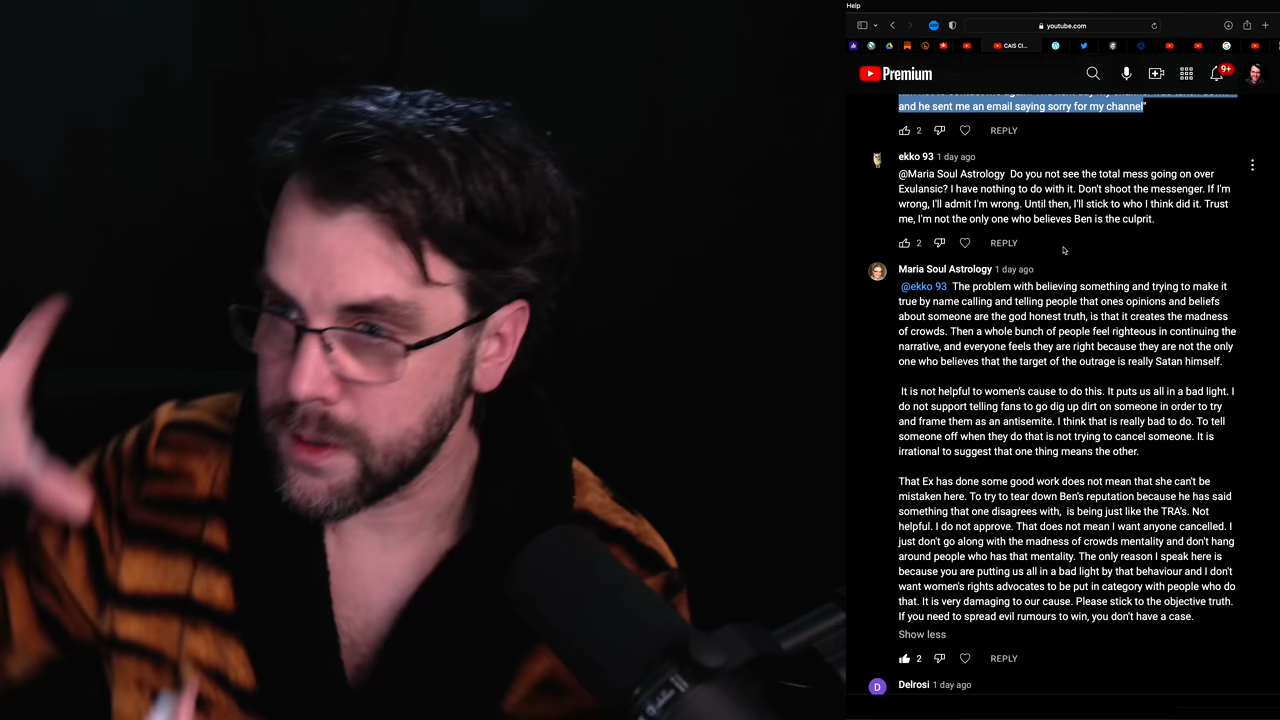 Help
youtube.com
CAIS Cl...
Premium
9+
and he sent me an email saying sorry for my channel"
2 REPLY
ekko 93 1 day ago
@Maria Soul Astrology Do you not see the total mess going on over
Exulansic? I have nothing to do with it. Don't shoot the messenger. If I'm
wrong, I'll admit I'm wrong. Until then, I'll stick to who I think did it. Trust
me, I'm not the only one who believes Ben is the culprit.
2 REPLY
Maria Soul Astrology 1 day ago
@ekko 93 The problem with believing something and trying to make it
true by name calling and telling people that ones opinions and beliefs
about someone are the god honest truth, is that it creates the madness
of crowds. Then a whole bunch of people feel righteous in continuing the
narrative, and everyone feels they are right because they are not the only
one who believes that the target of the outrage is really Satan himself.
It is not helpful to women's cause to do this. It puts us all in a bad light. I
do not support telling fans to go dig up dirt on someone in order to try
and frame them as an antisemite. I think that is really bad to do. To tell
someone off when they do that is not trying to cancel someone. It is
irrational to suggest that one thing means the other.
That Ex has done some good work does not mean that she can't be
mistaken here. To try to tear down Ben's reputation because he has said
something that one disagrees with, is being just like the TRA's. Not
helpful. I do not approve. That does not mean I want anyone cancelled. I
just don't go along with the madness of crowds mentality and don't hang
around people who has that mentality. The only reason I speak here is
because you are putting us all in a bad light by that behaviour and I don't
want women's rights advocates to be put in category with people who do
that. It is very damaging to our cause. Please stick to the objective truth.
If you need to spread evil rumours to win, you don't have a case.
Show less
2 REPLY
D
Delrosi 1 day ago